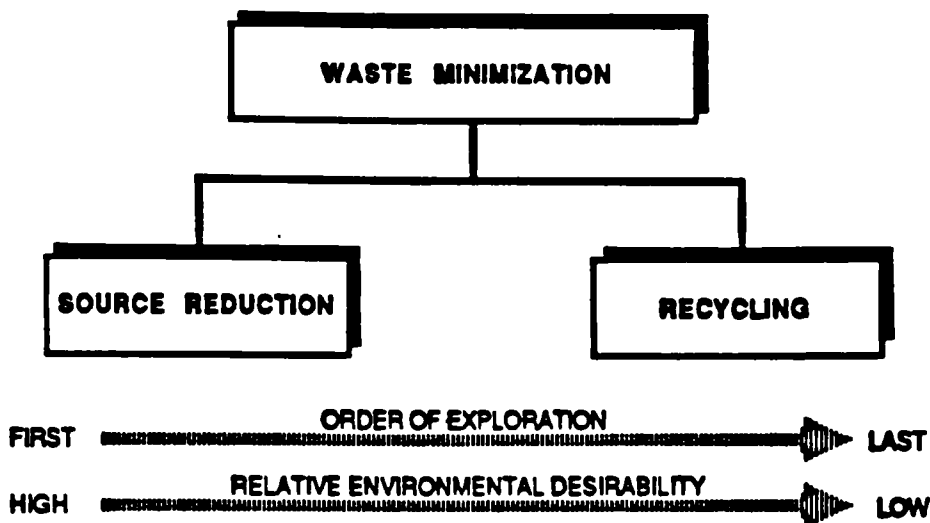 WASTE MINIMIZATION
SOURCE REDUCTION
RECYCLING
ORDER OF EXPLORATION
FIRST LAST
RELATIVE ENVIRONMENTAL DESIRABILITY
HIGH LOW